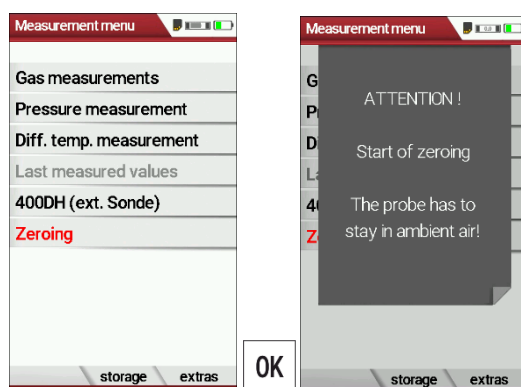 Measurement menu
Gas measurements
Pressure measurement
Diff. temp. measurement
Last measured values
400DH (ext. Sonde)
Zeroing
storage extras
OK
Measurement menu
G
P
D
L
4
Z
ATTENTION !
Start of zeroing
The probe has to
stay in ambient air!
storage extras